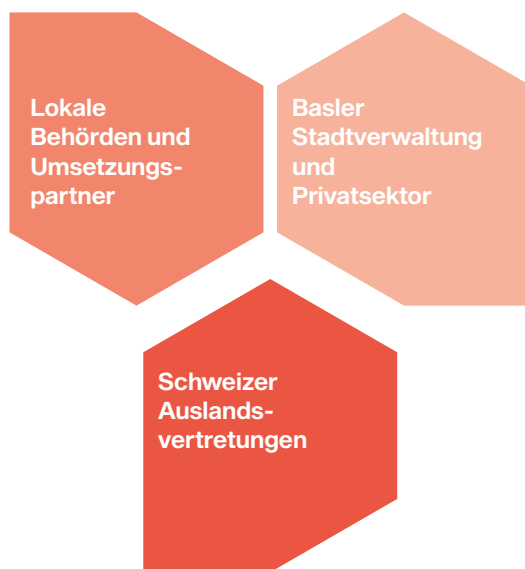 Lokale
Behörden und
Umsetzungs-
partner
Basler
Stadtverwaltung
und
Privatsektor
Schweizer
Auslands-
vertretungen